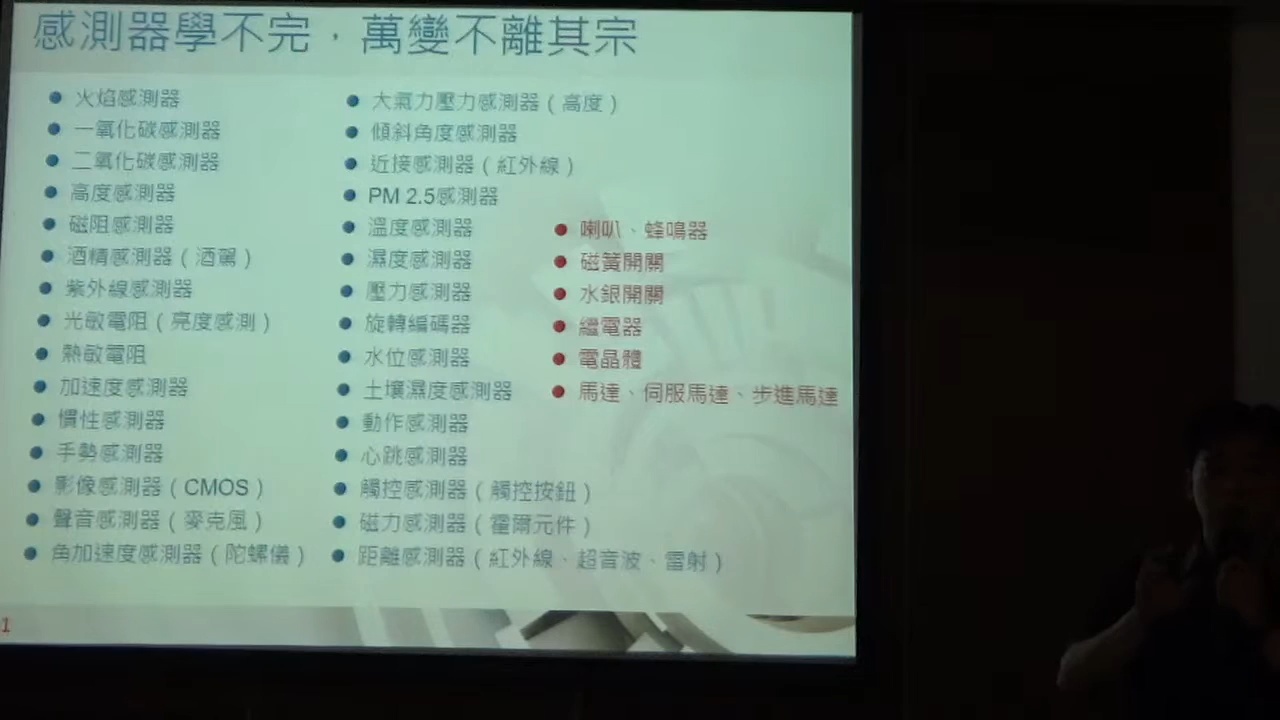 感測器學不完，萬變不離其宗
火焰感測器
一氧化碳感測器
二氧化碳感測器
高度感測器
磁阻感測器
酒精感測器（酒駕）
紫外線感測器
光敏電阻（亮度感測）
熱敏電阻
加速度感測器
慣性感測器
手勢感測器
影像感測器（CMOS）
聲音感測器（麥克風）
角加速度感測器（陀螺儀）
大氣力壓力感測器（高度）
傾斜角度感測器
近接感測器（紅外線）
PM 2.5感測器
溫度感測器
濕度感測器
壓力感測器
旋轉編碼器
水位感測器
土壤濕度感測器
動作感測器
心跳感測器
觸控感測器（觸控按鈕）
磁力感測器（霍爾元件）
距離感測器（紅外線、超音波、雷射）
喇叭、蜂鳴器
磁簧開關
水銀開關
繼電器
電晶體
馬達、伺服馬達、步進馬達
1